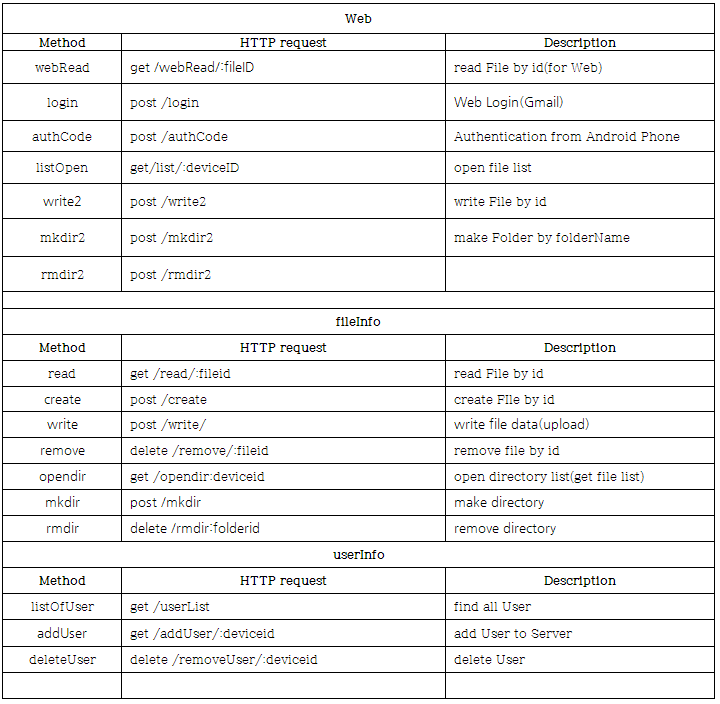 Web
Method HTTP request Description
webRead get /webRead/:fileID read File by id(for Web)
login post /login Web Login(Gmail)
authCode post /authCode Authentication from Android Phone
listOpen get/list/:deviceID open file list
write2 post /write2 write File by id
mkdir2 post /mkdir2 make Folder by folderName
rmdir2 post /rmdir2
fileInfo
Method HTTP request Description
read get /read/:fileid read File by id
create post /create create FIle by id
write post /write/ write file data(upload)
remove delete /remove/:fileid remove file by id
opendir get /opendir:deviceid open directory list(get file list)
mkdir post /mkdir make directory
rmdir delete /rmdir:folderid remove directory
userInfo
Method HTTP request Description
listOfUser get /userList find all User
addUser get /addUser/:deviceid add User to Server
deleteUser delete /removeUser/:deviceid delete User